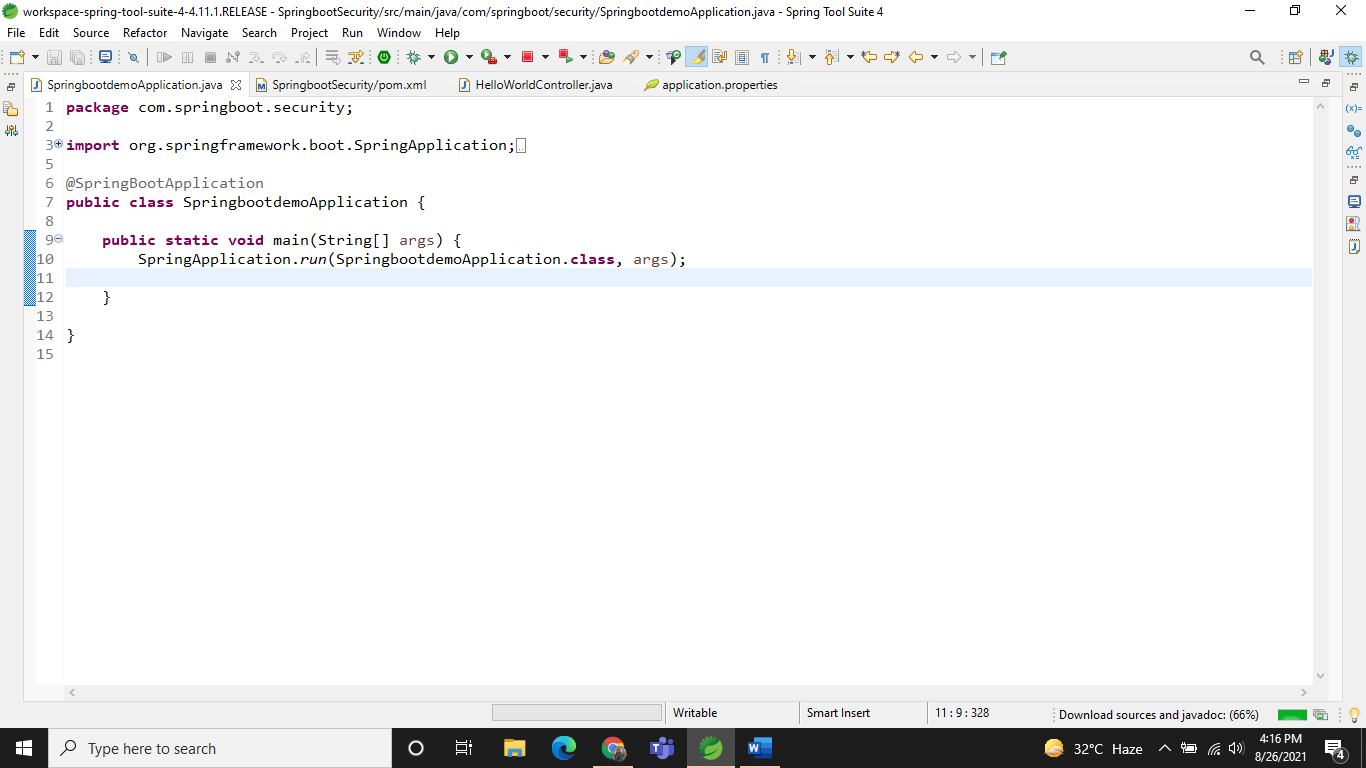 workspace-spring-tool-suite-4-4.11.1.RELEASE - SpringbootSecurity/src/main/java/com/springboot/security/SpringbootdemoApplication.java - Spring Tool Suite 4
File Edit Source Refactor Navigate Search Project Run Window Help
SpringbootdemoApplication.java SpringbootSecurity/pom.xml HelloWorldController.java application.properties
1 package com.springboot.security;
2
3 import org.springframework.boot.SpringApplication;
5
6 @SpringBootApplication
7 public class SpringbootdemoApplication {
8
9 public static void main(String[] args) {
10 SpringApplication.run(SpringbootdemoApplication.class, args);
11
12 }
13
14 }
15
Writable Smart Insert 11 : 9 : 328 Download sources and javadoc: (66%)
Type here to search
32°C Haze
4:16 PM
8/26/2021
4